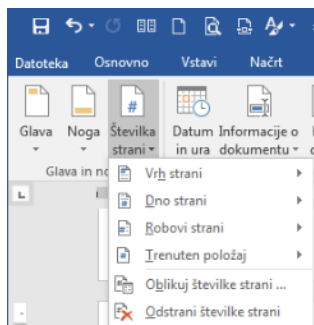 Datoteka Osnovno Vstavi Načrt
Glava Noga Številka strani Datum in ura Informacije o dokumentu
Glava in no
Vrh strani
Dno strani
Robovi strani
Trenuten položaj
Oblikuj številke strani ...
Odstrani številke strani